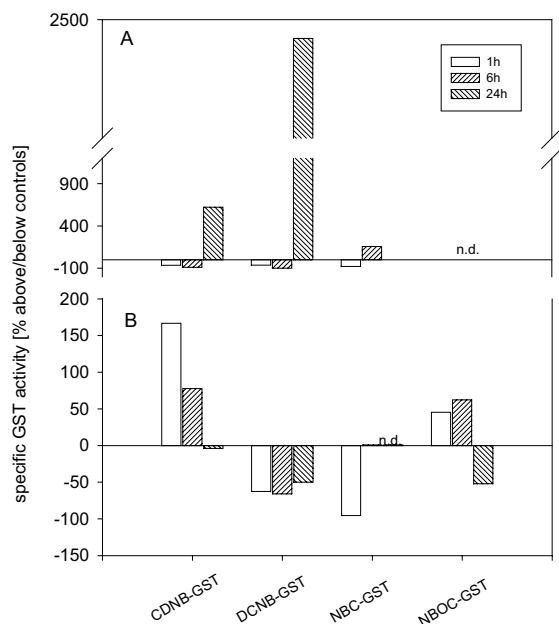 2500
A
1h
6h
24h
900
400
n.d.
-100
specific GST activity [% above/below controls]
200
B
150
100
50
n.d.
0
-50
-100
-150
CDNB-GST
DCNB-GST
NBC-GST
NBOC-GST